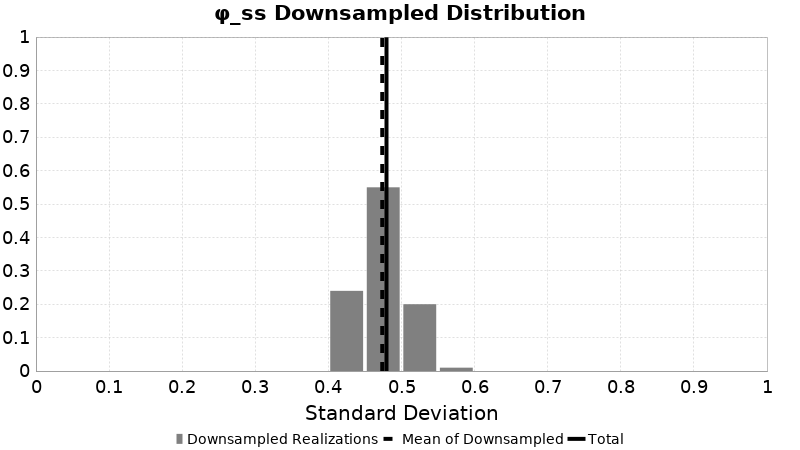 φ_ss Downsampled Distribution
1
0.9
0.8
0.7
0.6
0.5
0.4
0.3
0.2
0.1
0
0 0.1 0.2 0.3 0.4 0.5 0.6 0.7 0.8 0.9 1
Standard Deviation
Downsampled Realizations Mean of Downsampled Total